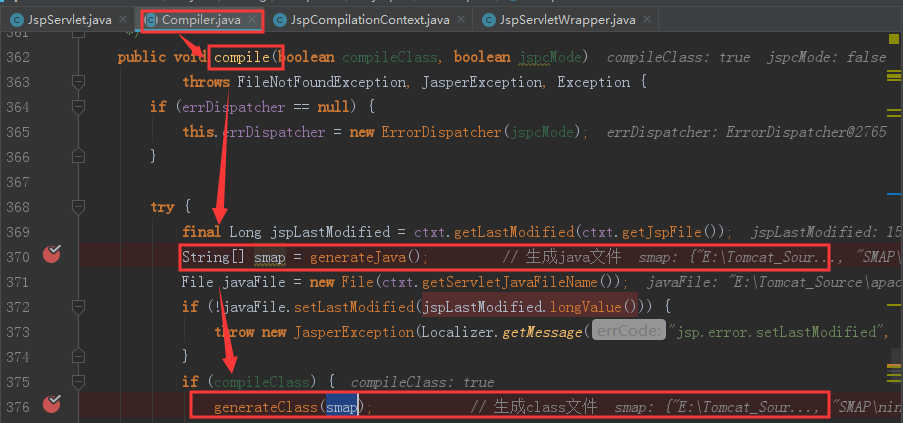 JspServlet.java × Compiler.java × JspCompilationContext.java × JspServletWrapper.java ×
361 */
362 public void compile(boolean compileClass, boolean jspcMode) compileClass: true jspcMode: false
363 throws FileNotFoundException, JasperException, Exception {
364 if (errDispatcher == null) {
365 this.errDispatcher = new ErrorDispatcher(jspcMode); errDispatcher: ErrorDispatcher@2765
366 }
367
368 try {
369 final Long jspLastModified = ctxt.getLastModified(ctxt.getJspFile()); jspLastModified: 15
370 String[] smap = generateJava(); // 生成java文件 smap: {"E:\Tomcat_Sour..., "SMAP\
371 File javaFile = new File(ctxt.getServletJavaFileName()); javaFile: "E:\Tomcat_Source\apac
372 if (!javaFile.setLastModified(jspLastModified.longValue())) {
373 throw new JasperException(Localizer.getMessage( errCode: "jsp.error.setLastModified",
374 }
375 if (compileClass) { compileClass: true
376 generateClass(smap); // 生成class文件 smap: {"E:\Tomcat_Sour..., "SMAP\nin